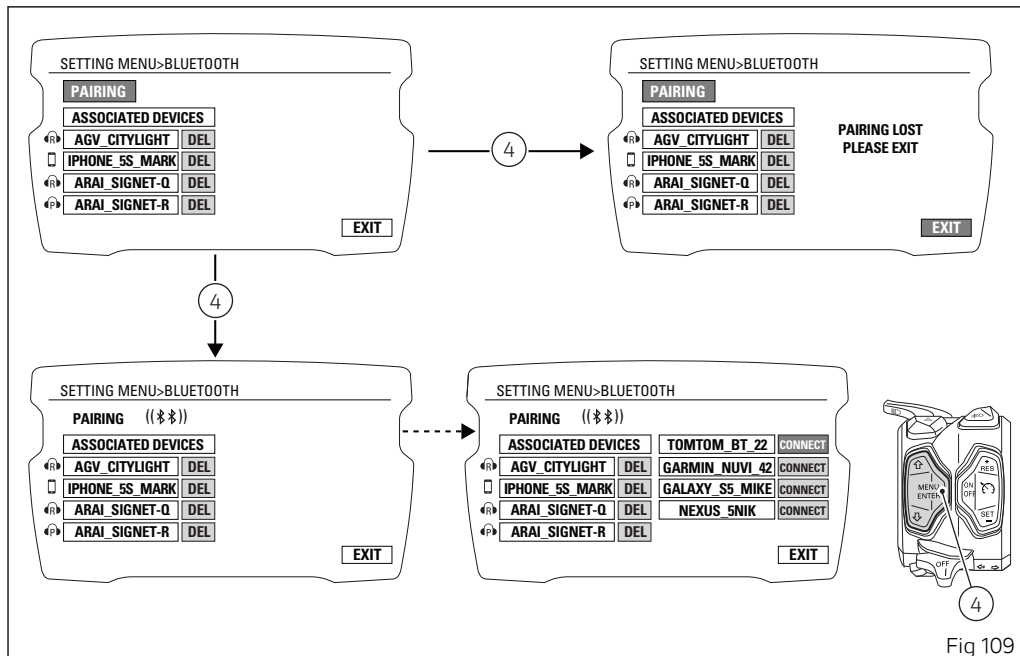 SETTING MENU>BLUETOOTH
PAIRING
ASSOCIATED DEVICES
R AGV_CITYLIGHT DEL
IPHONE_5S_MARK DEL
R ARAI_SIGNET-Q DEL
P ARAI_SIGNET-R DEL
EXIT
4
SETTING MENU>BLUETOOTH
PAIRING
ASSOCIATED DEVICES
R AGV_CITYLIGHT DEL
IPHONE_5S_MARK DEL
R ARAI_SIGNET-Q DEL
P ARAI_SIGNET-R DEL
PAIRING LOST
PLEASE EXIT
EXIT
4
SETTING MENU>BLUETOOTH
PAIRING
ASSOCIATED DEVICES
R AGV_CITYLIGHT DEL
IPHONE_5S_MARK DEL
R ARAI_SIGNET-Q DEL
P ARAI_SIGNET-R DEL
EXIT
SETTING MENU>BLUETOOTH
PAIRING
ASSOCIATED DEVICES TOMTOM_BT_22 CONNECT
R AGV_CITYLIGHT DEL GARMIN_NUVI_42 CONNECT
IPHONE_5S_MARK DEL GALAXY_S5_MIKE CONNECT
R ARAI_SIGNET-Q DEL NEXUS_5NIK CONNECT
P ARAI_SIGNET-R DEL
EXIT
MENU
ENTER
+
RES
ON
OFF
SET
-
OFF
4
Fig 109